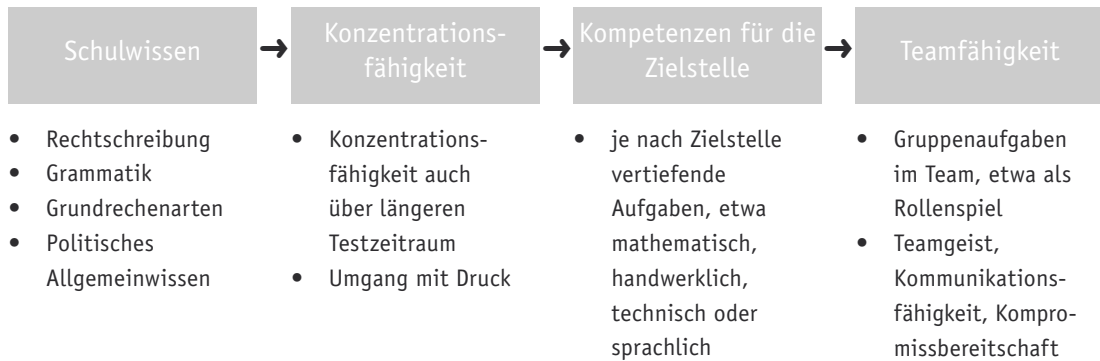 Schulwissen
Konzentrations-
fähigkeit
Kompetenzen für die
Zielstelle
Teamfähigkeit
• Rechtschreibung
• Grammatik
• Grundrechenarten
• Politisches
Allgemeinwissen
• Konzentrations-
fähigkeit auch
über längeren
Testzeitraum
• Umgang mit Druck
• je nach Zielstelle
vertiefende
Aufgaben, etwa
mathematisch,
handwerklich,
technisch oder
sprachlich
• Gruppenaufgaben
im Team, etwa als
Rollenspiel
• Teamgeist,
Kommunikations-
fähigkeit, Kompro-
missbereitschaft